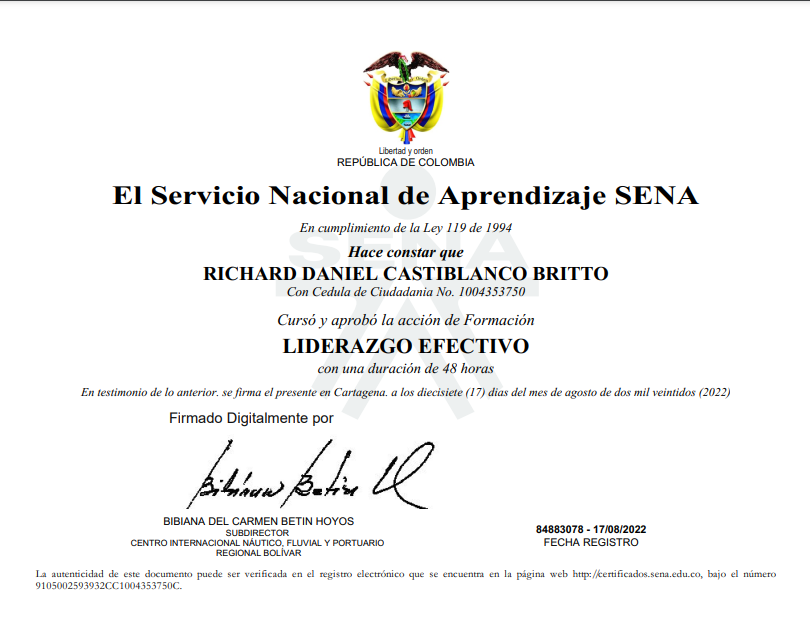 Libertad y orden
REPÚBLICA DE COLOMBIA
El Servicio Nacional de Aprendizaje SENA
En cumplimiento de la Ley 119 de 1994
SENA
Hace constar que
RICHARD DANIEL CASTIBLANCO BRITTO
Con Cedula de Ciudadania No. 1004353750
Cursó y aprobó la acción de Formación
LIDERAZGO EFECTIVO
con una duración de 48 horas
En testimonio de lo anterior. se firma el presente en Cartagena. a los diecisiete (17) dias del mes de agosto de dos mil veintidos (2022)
Firmado Digitalmente por
Bibiana Betin
BIBIANA DEL CARMEN BETIN HOYOS
SUBDIRECTOR
CENTRO INTERNACIONAL NÁUTICO, FLUVIAL Y PORTUARIO
REGIONAL BOLÍVAR
84883078 - 17/08/2022
FECHA REGISTRO
La autenticidad de este documento puede ser verificada en el registro electrónico que se encuentra en la página web http://certificados.sena.edu.co, bajo el número
9105002593932CC1004353750C.